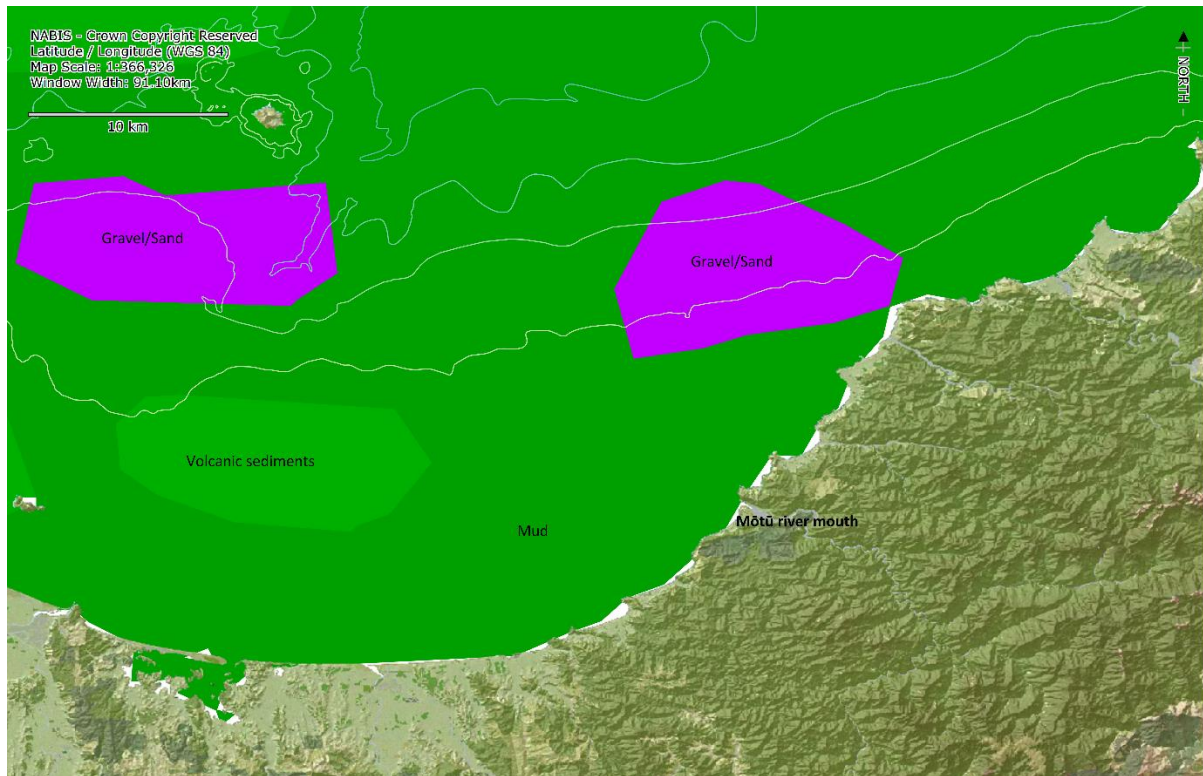 NABIS - Crown Copyright Reserved
Latitude / Longitude (WGS 84)
Map Scale: 1:366,326
Window Width: 91.10km
10 km
NORTH
Gravel/Sand
Gravel/Sand
Volcanic sediments
Mud
Mōtū river mouth